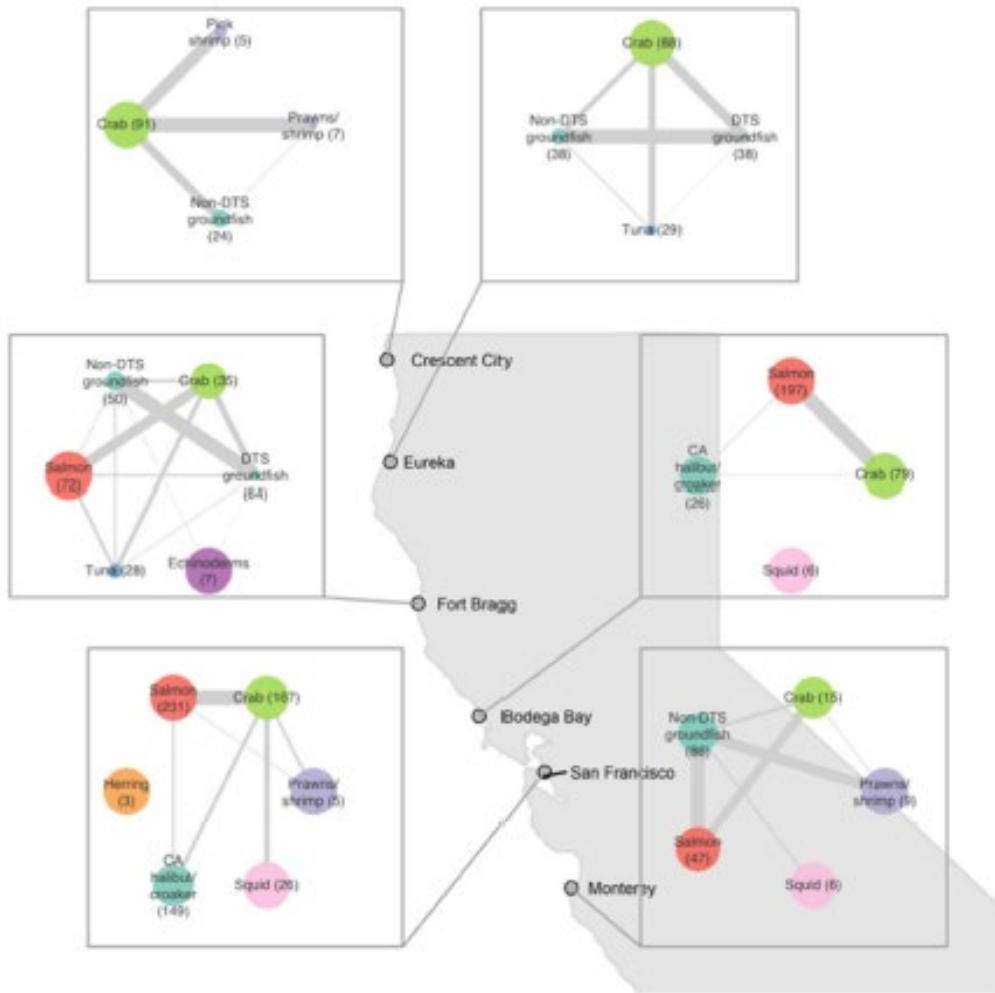 Pink
shrimp (5)
Crab (91)
Prawns/
shrimp (7)
Non-DTS
groundfish
(24)
Crab (88)
Non-DTS
groundfish
(38)
DTS
groundfish
(38)
Tuna (29)
Crescent City
Eureka
Fort Bragg
Bodega Bay
San Francisco
Monterey
Non-DTS
groundfish
(50)
Crab (35)
Salmon
(72)
DTS
groundfish
(64)
Tuna (28)
Echinoderms
(7)
Salmon
(197)
CA
halibut/
croaker
(26)
Crab (79)
Squid (6)
Salmon
(231)
Crab (187)
Herring
(3)
Prawns/
shrimp (5)
CA
halibut/
croaker
(149)
Squid (26)
Crab (15)
Non-DTS
groundfish
(86)
Prawns/
shrimp (9)
Salmon
(47)
Squid (6)